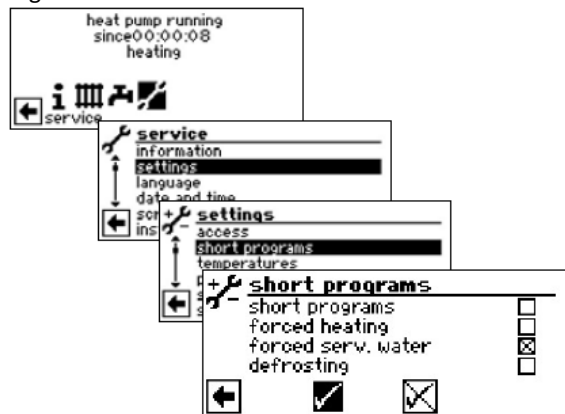 heat pump running
since00:00:08
heating
service
service
information
settings
language
date and time
settings
access
short programs
temperatures
short programs
short programs
forced heating
forced serv. water
defrosting